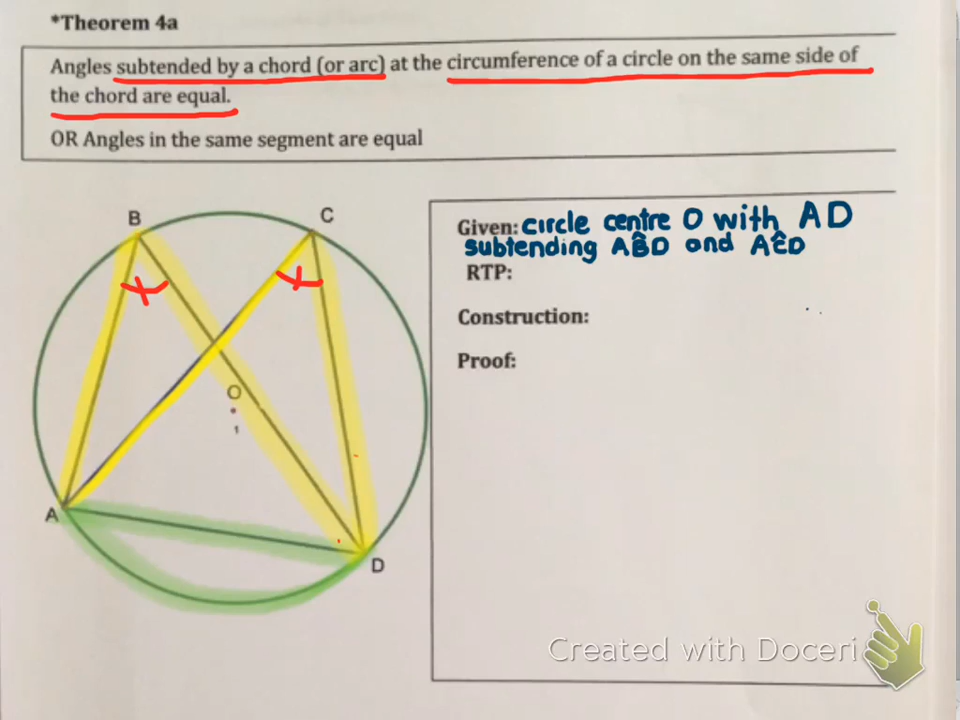 *Theorem 4a
Angles subtended by a chord (or arc) at the circumference of a circle on the same side of
the chord are equal.
OR Angles in the same segment are equal
B
C
Given: circle centre O with AD
subtending AB̂D and AĈD
RTP:
Construction:
Proof:
O
A
D
Created with Doceri